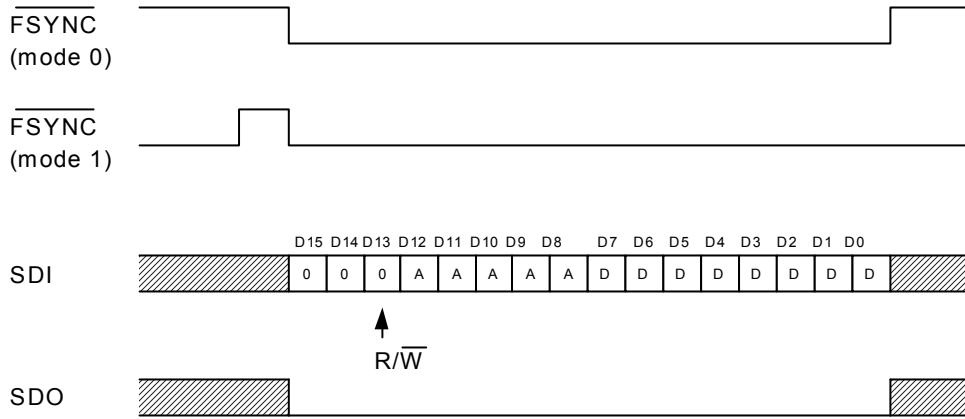 FSYNC
(mode 0)
FSYNC
(mode 1)
D15 D14 D13 D12 D11 D10 D9 D8 D7 D6 D5 D4 D3 D2 D1 D0
SDI 0 0 0 A A A A A D D D D D D D D
R/W
SDO